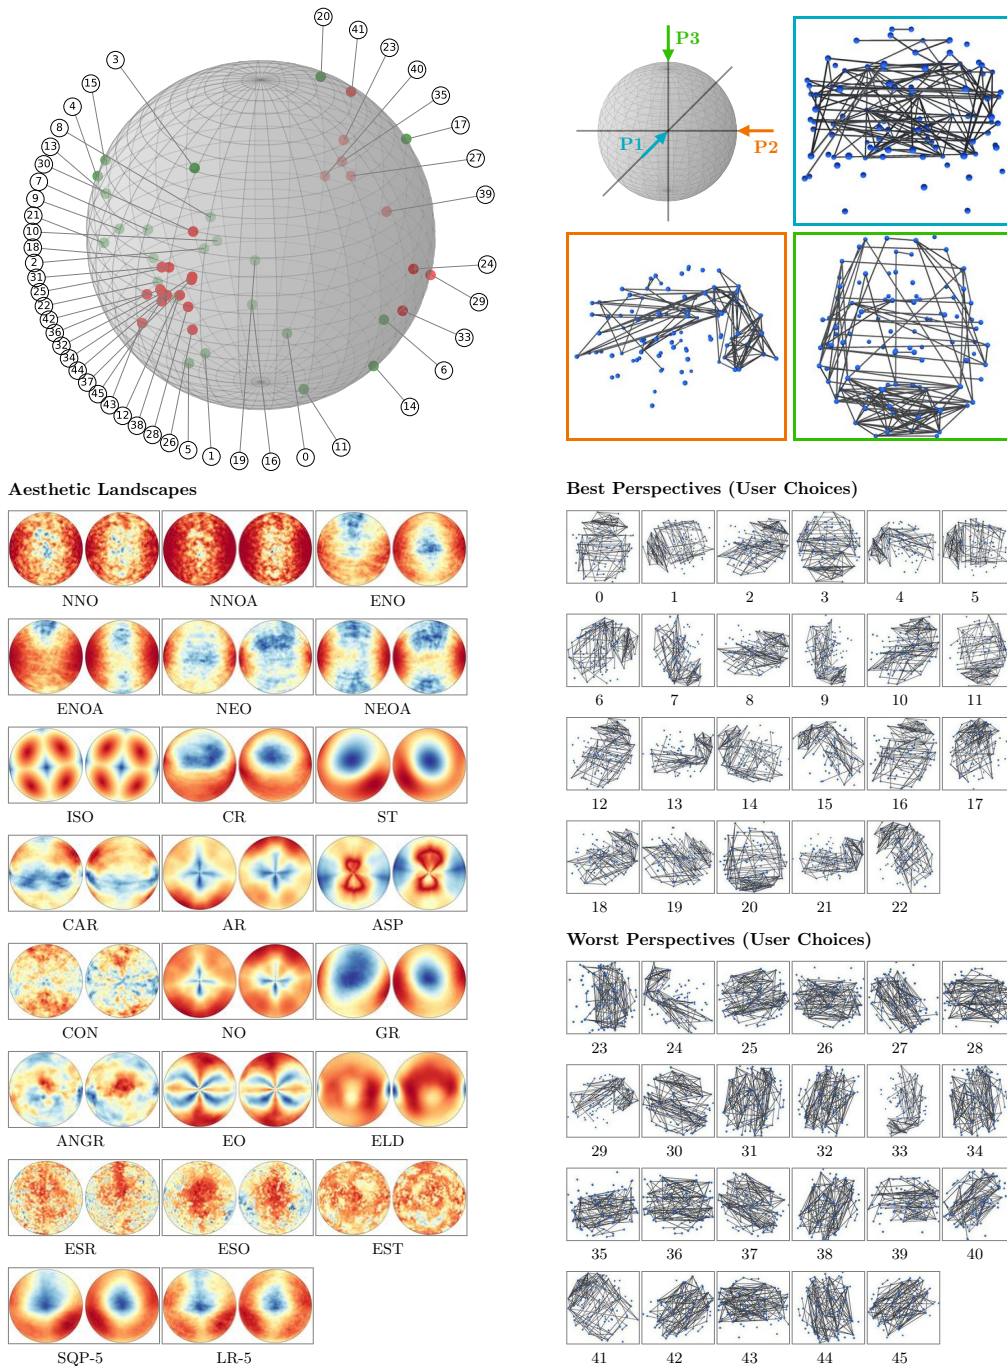 20
41
23
3
40
15
35
4
8
17
13
30
27
7
39
9
21
10
18
2
24
31
25
29
22
42
33
36
32
34
6
44
37
45
14
43
12
38
28
26
5
1
19
16
0
11
P3
P1
P2
Aesthetic Landscapes
NNO NNOA ENO
ENOA NEO NEOA
ISO CR ST
CAR AR ASP
CON NO GR
ANGR EO ELD
ESR ESO EST
SQP-5 LR-5
Best Perspectives (User Choices)
0 1 2 3 4 5
6 7 8 9 10 11
12 13 14 15 16 17
18 19 20 21 22
Worst Perspectives (User Choices)
23 24 25 26 27 28
29 30 31 32 33 34
35 36 37 38 39 40
41 42 43 44 45